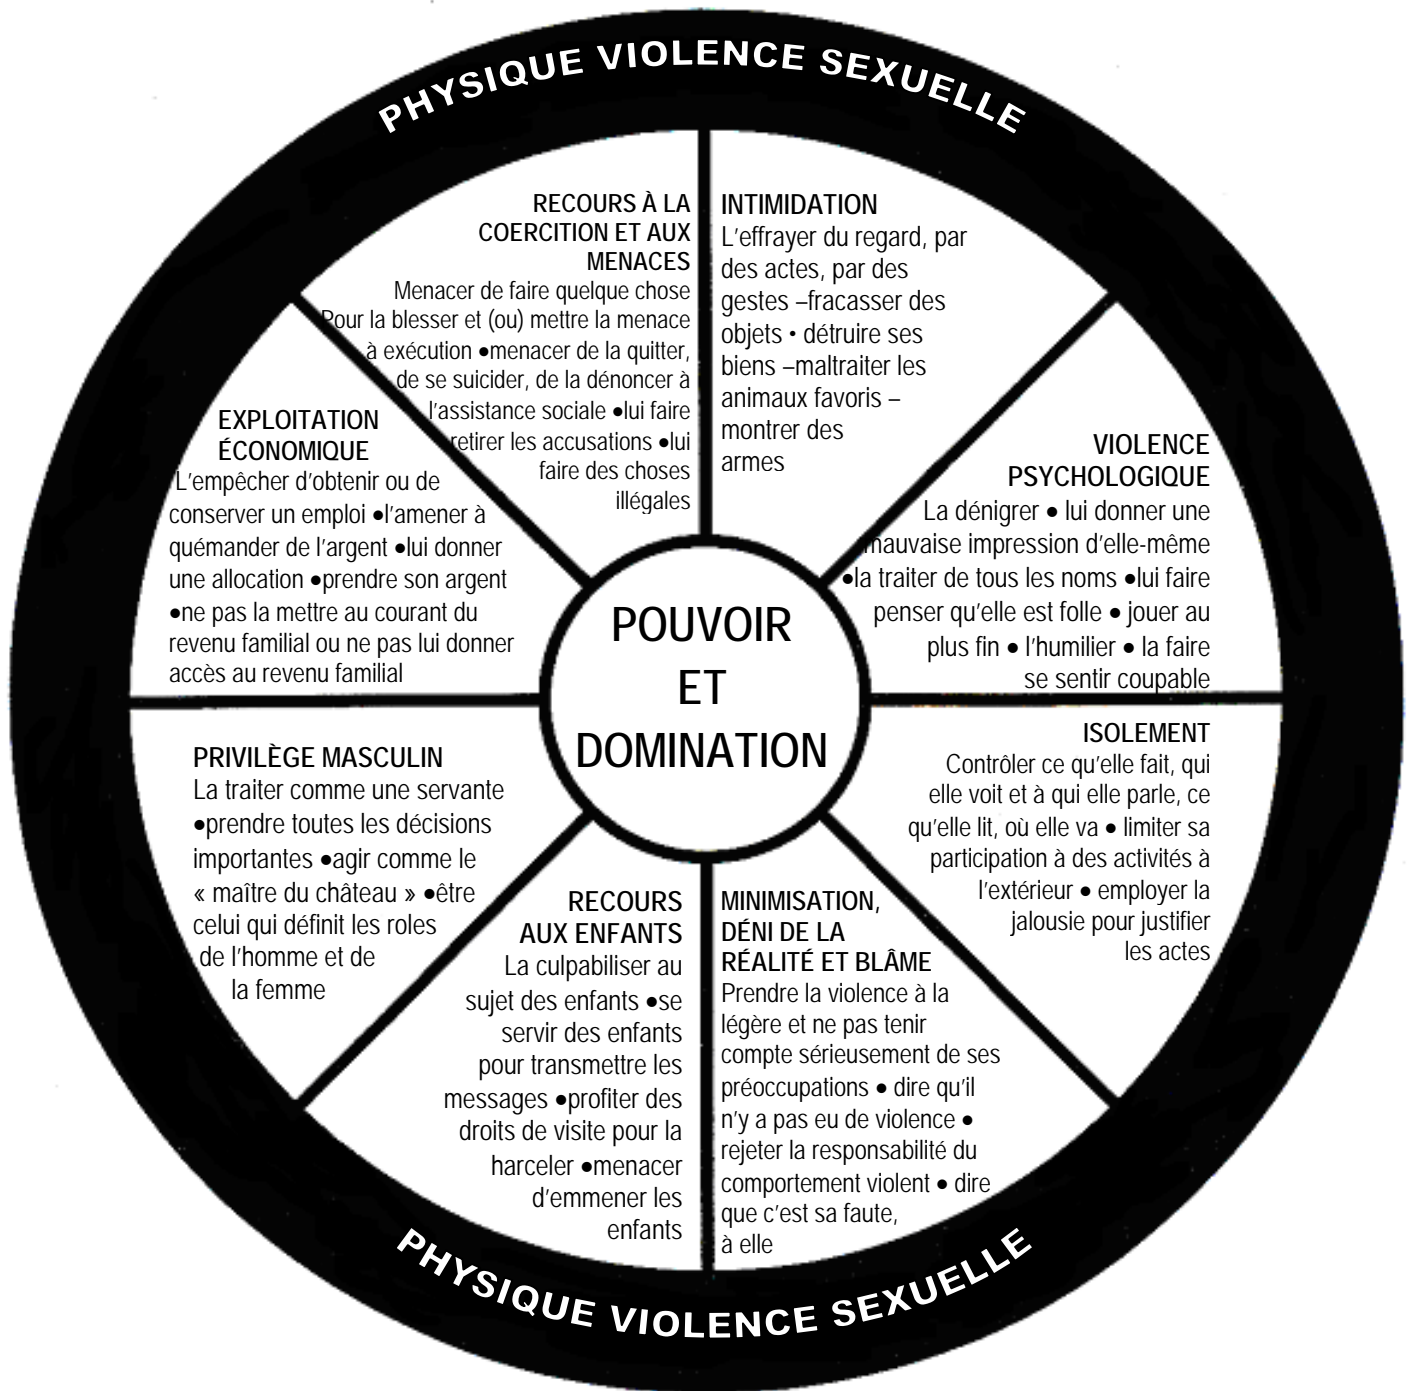 PHYSIQUE VIOLENCE SEXUELLE
RECOURS À LA
COERCITION ET AUX
MENACES
Menacer de faire quelque chose
Pour la blesser et (ou) mettre la menace
à exécution •menacer de la quitter,
de se suicider, de la dénoncer à
l'assistance sociale •lui faire
retirer les accusations •lui
faire des choses
illégales
INTIMIDATION
L'effrayer du regard, par
des actes, par des
gestes –fracasser des
objets • détruire ses
biens –maltraiter les
animaux favoris –
montrer des
armes
VIOLENCE
PSYCHOLOGIQUE
La dénigrer • lui donner une
mauvaise impression d'elle-même
•la traiter de tous les noms •lui faire
penser qu'elle est folle • jouer au
plus fin • l'humilier • la faire
se sentir coupable
ISOLEMENT
Contrôler ce qu'elle fait, qui
elle voit et à qui elle parle, ce
qu'elle lit, où elle va • limiter sa
participation à des activités à
l'extérieur • employer la
jalousie pour justifier
les actes
MINIMISATION,
DÉNI DE LA
RÉALITÉ ET BLÂME
Prendre la violence à la
légère et ne pas tenir
compte sérieusement de ses
préoccupations • dire qu'il
n'y a pas eu de violence •
rejeter la responsabilité du
comportement violent • dire
que c'est sa faute,
à elle
RECOURS
AUX ENFANTS
La culpabiliser au
sujet des enfants •se
servir des enfants
pour transmettre les
messages •profiter des
droits de visite pour la
harceler •menacer
d'emmener les
enfants
PRIVILÈGE MASCULIN
La traiter comme une servante
•prendre toutes les décisions
importantes •agir comme le
« maître du château » •être
celui qui définit les roles
de l'homme et de
la femme
EXPLOITATION
ÉCONOMIQUE
L'empêcher d'obtenir ou de
conserver un emploi •l'amener à
quémander de l'argent •lui donner
une allocation •prendre son argent
•ne pas la mettre au courant du
revenu familial ou ne pas lui donner
accès au revenu familial
POUVOIR
ET
DOMINATION
PHYSIQUE VIOLENCE SEXUELLE